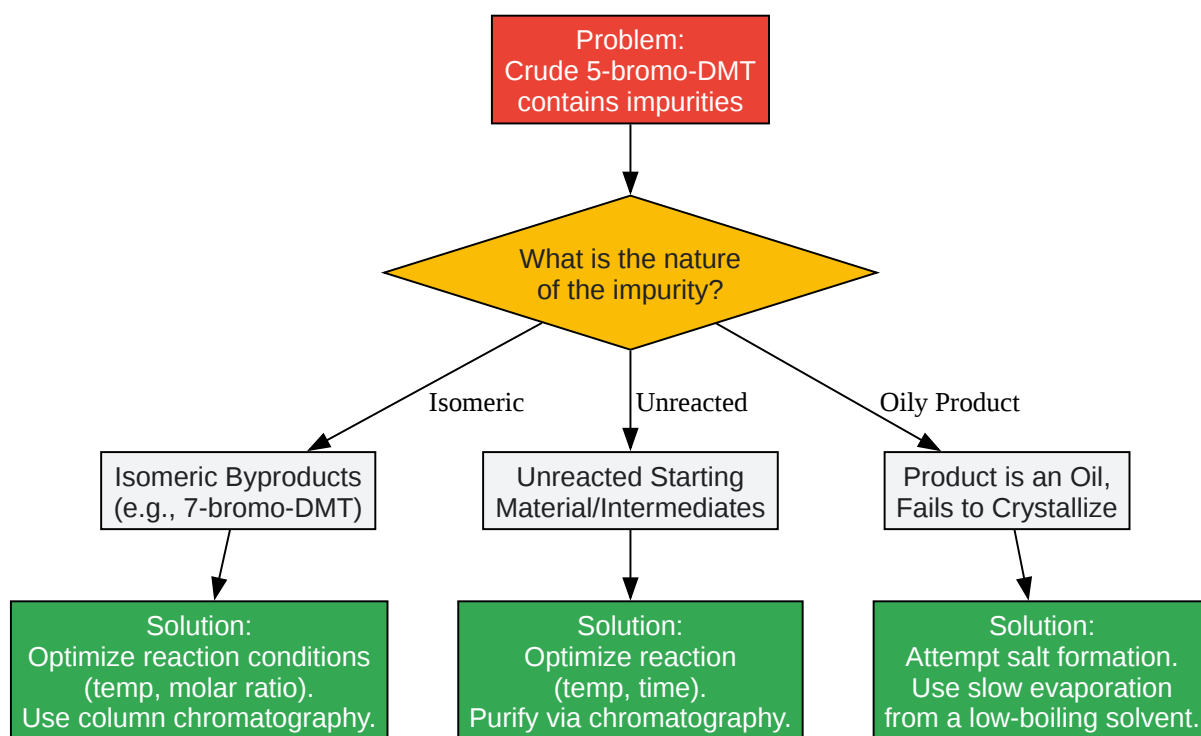 Problem:
Crude 5-bromo-DMT
contains impurities
What is the nature
of the impurity?
Isomeric
Unreacted
Oily Product
Isomeric Byproducts
(e.g., 7-bromo-DMT)
Unreacted Starting
Material/Intermediates
Product is an Oil,
Fails to Crystallize
Solution:
Optimize reaction conditions
(temp, molar ratio).
Use column chromatography.
Solution:
Optimize reaction
(temp, time).
Purify via chromatography.
Solution:
Attempt salt formation.
Use slow evaporation
from a low-boiling solvent.